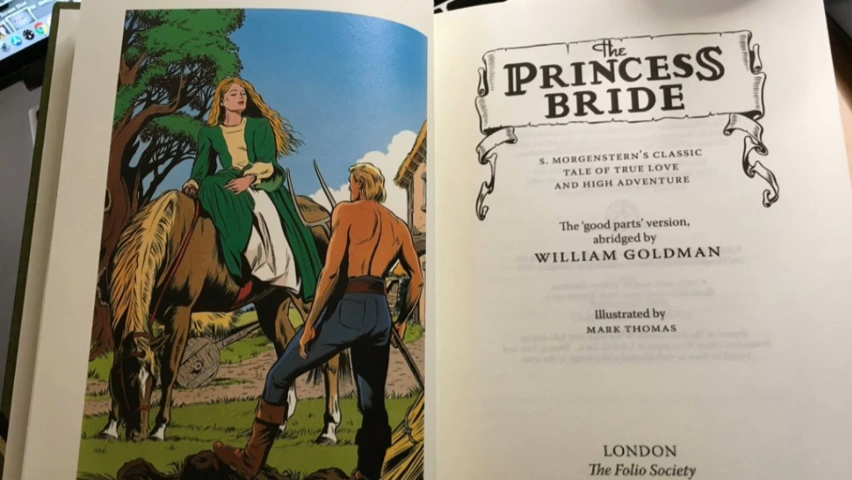 The
PRINCESS
BRIDE
S. MORGENSTERN'S CLASSIC
TALE OF TRUE LOVE
AND HIGH ADVENTURE
The 'good parts' version,
abridged by
WILLIAM GOLDMAN
Illustrated by
MARK THOMAS
LONDON
The Folio Society